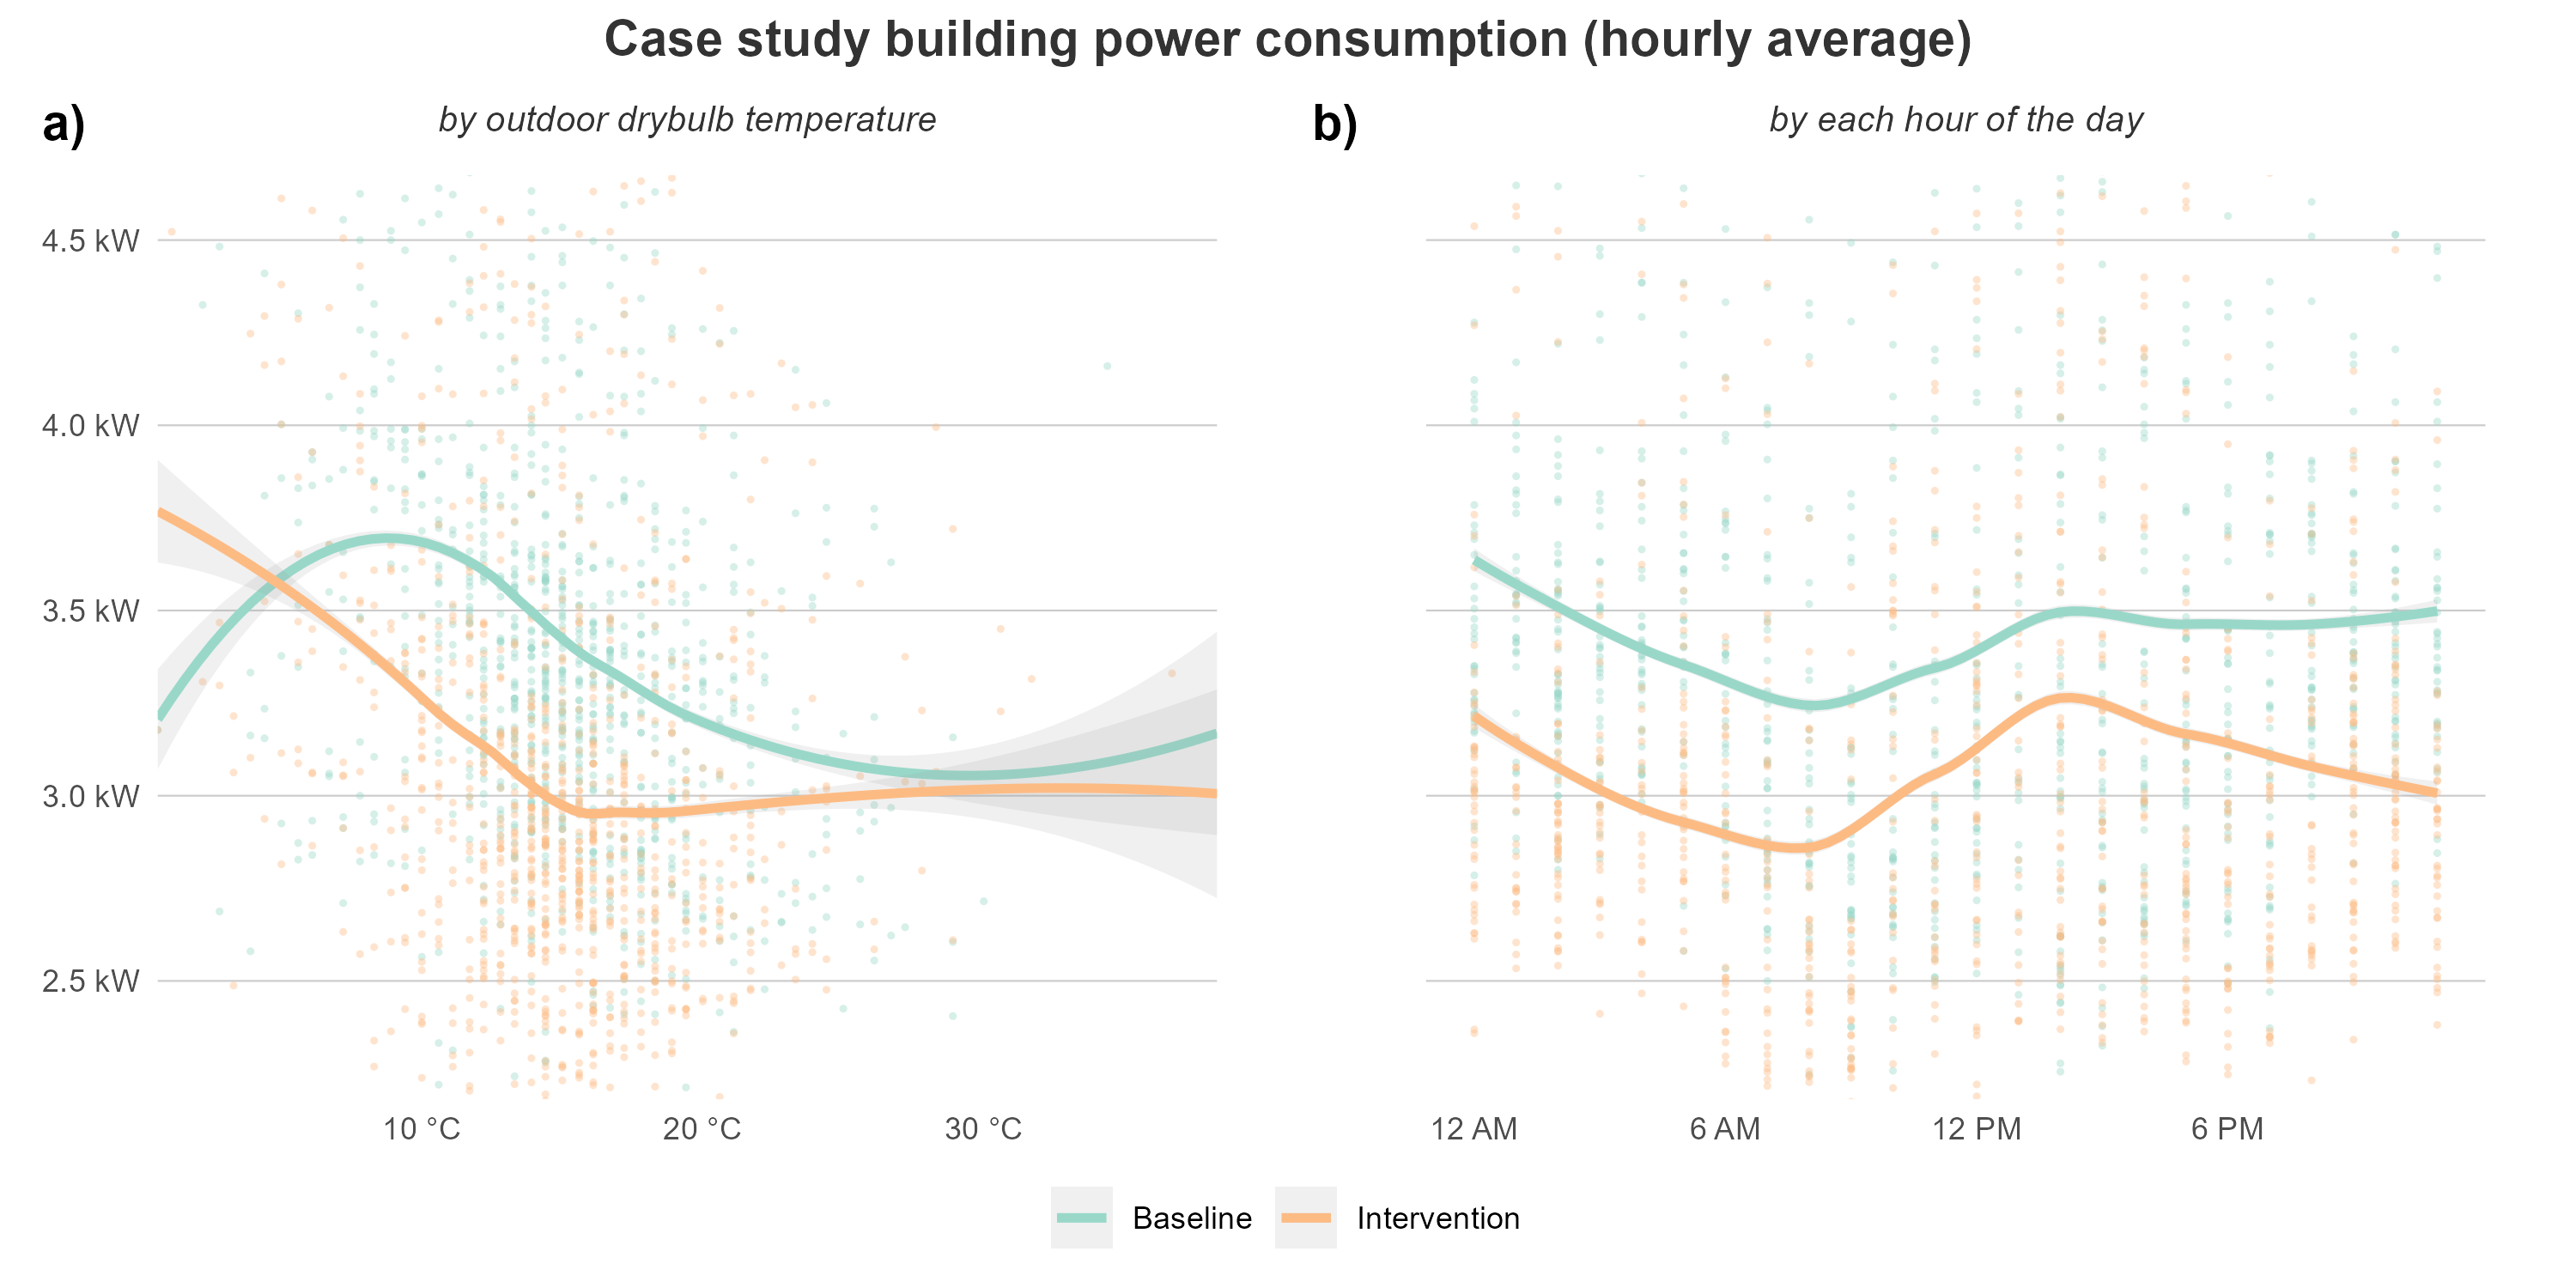 Case study building power consumption (hourly average)
a)
by outdoor drybulb temperature
b)
by each hour of the day
4.5 kW
4.0 kW
3.5 kW
3.0 kW
2.5 kW
10 °C
20 °C
30 °C
12 AM
6 AM
12 PM
6 PM
Baseline
Intervention